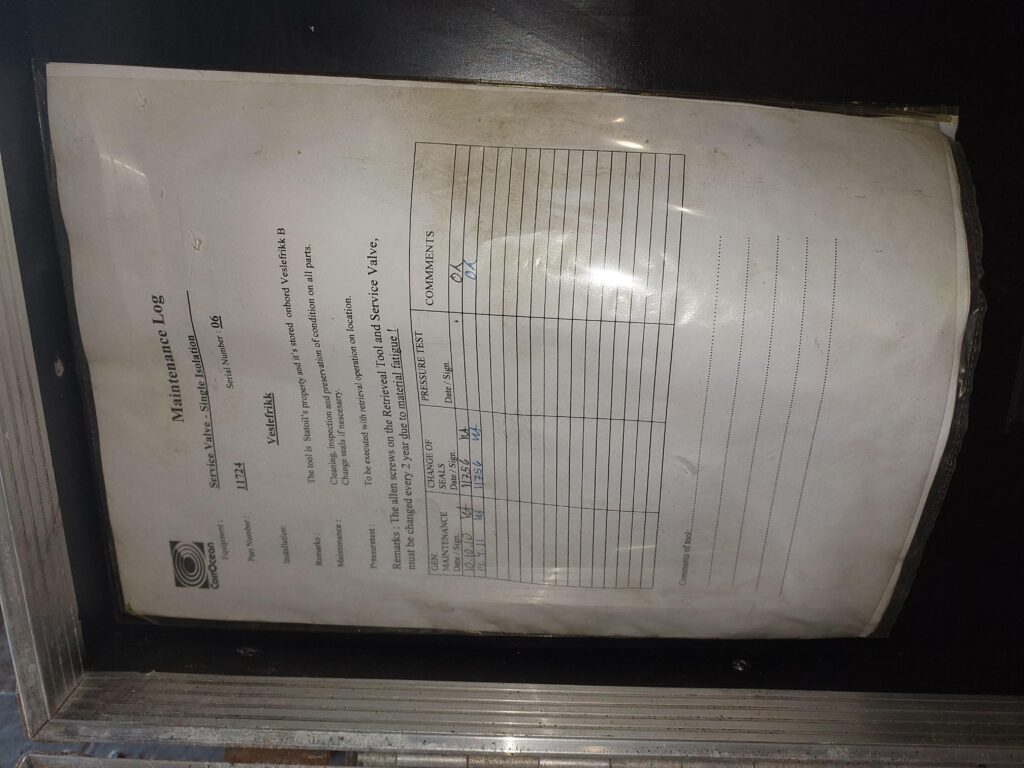 CorrOcean
Maintenance Log
Equipment : Service Valve - Single Isolation
Part Number : 11724 Serial Number : 06
Installation: Veslefrikk
Remarks : The tool is Statoil's property and it's stored onbord Veslefrikk B
Maintenance : Cleaning, inspection and preservation of condition on all parts.
Change seals if nescesarry.
Pressuretest : To be executed with retrieval operation on location.
Remarks : The allen screws on the Retrieveal Tool and Service Valve,
must be changed every 2 year due to material fatigue !
GEN. MAINTENANCE Date / Sign. CHANGE OF SEALS Date / Sign. PRESSURE TEST Date / Sign. COMMMENTS
10.10.10 11756 OK
11756 OK
Comments of tool